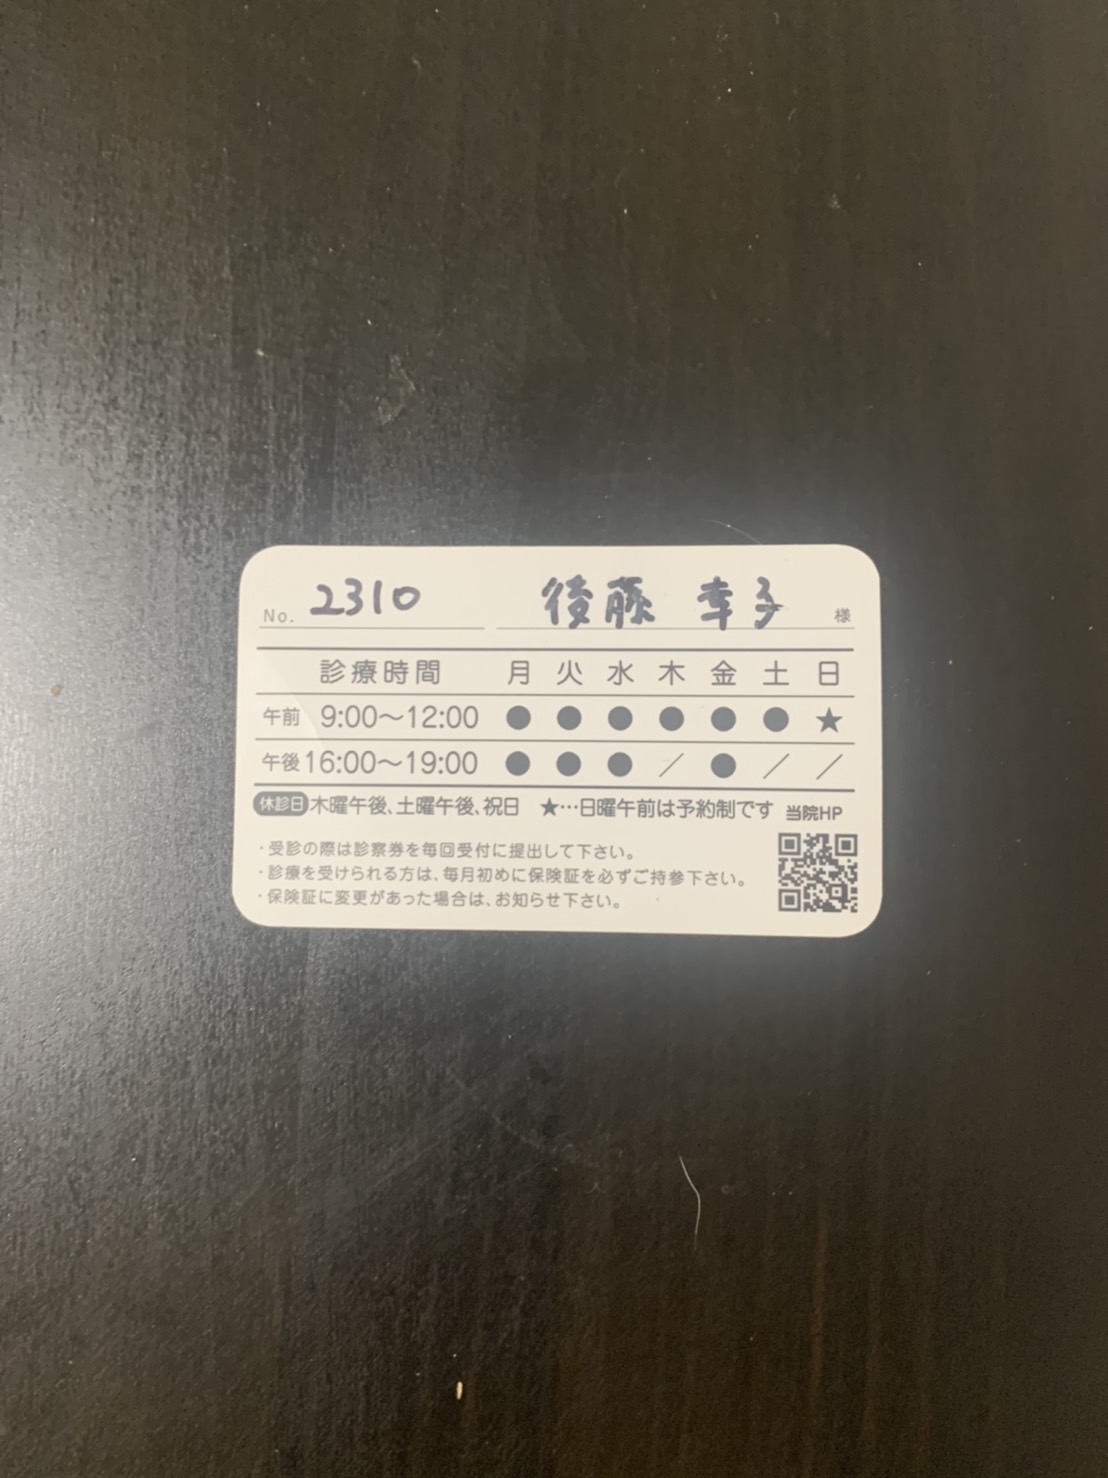 No. 2310 後藤 幸子 様
診療時間 月 火 水 木 金 土 日
午前 9:00〜12:00 ● ● ● ● ● ● ★
午後 16:00〜19:00 ● ● ● ／ ● ／ ／
休診日 木曜午後、土曜午後、祝日 ★…日曜午前は予約制です 当院HP
・受診の際は診察券を毎回受付に提出して下さい。
・診療を受けられる方は、毎月初めに保険証を必ずご持参下さい。
・保険証に変更があった場合は、お知らせ下さい。